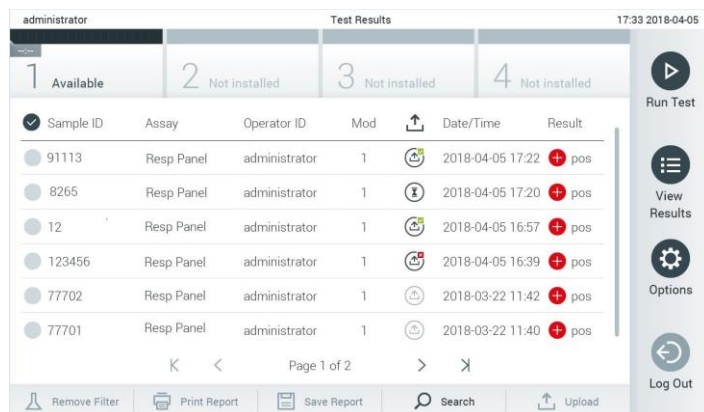 administrator Test Results 17:33 2018-04-05
--:--
1 Available 2 Not installed 3 Not installed 4 Not installed
Run Test
Sample ID Assay Operator ID Mod Date/Time Result
91113 Resp Panel administrator 1 2018-04-05 17:22 pos
8265 Resp Panel administrator 1 2018-04-05 17:20 pos
View
Results
12 Resp Panel administrator 1 2018-04-05 16:57 pos
123456 Resp Panel administrator 1 2018-04-05 16:39 pos
Options
77702 Resp Panel administrator 1 2018-03-22 11:42 pos
77701 Resp Panel administrator 1 2018-03-22 11:40 pos
Page 1 of 2
Log Out
Remove Filter Print Report Save Report Search Upload